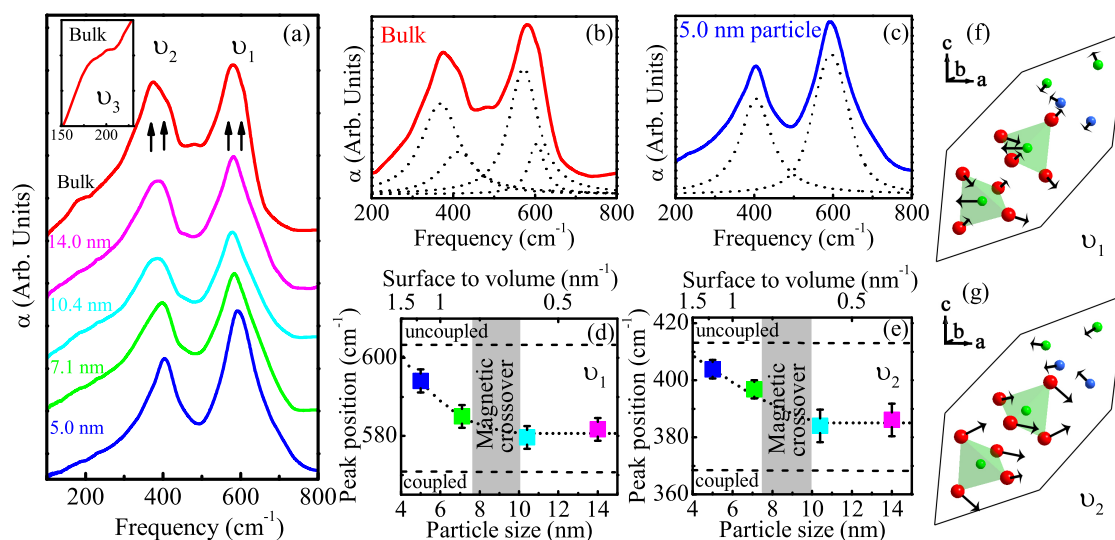 (a)
Bulk
υ3
150 200
υ2
υ1
Bulk
14.0 nm
10.4 nm
7.1 nm
5.0 nm
α (Arb. Units)
200 400 600 800
Frequency (cm-1)
(b)
Bulk
α (Arb. Units)
200 400 600 800
Frequency (cm-1)
(c)
5.0 nm particle
α (Arb. Units)
200 400 600 800
Frequency (cm-1)
Surface to volume (nm-1)
1.5 1 0.5
(d)
uncoupled
υ1
Magnetic
crossover
coupled
600
580
Peak position (cm-1)
4 6 8 10 12 14
Particle size (nm)
Surface to volume (nm-1)
1.5 1 0.5
(e)
uncoupled
υ2
Magnetic
crossover
coupled
420
400
380
360
Peak position (cm-1)
4 6 8 10 12 14
Particle size (nm)
(f)
c
b
a
υ1
(g)
c
b
a
υ2